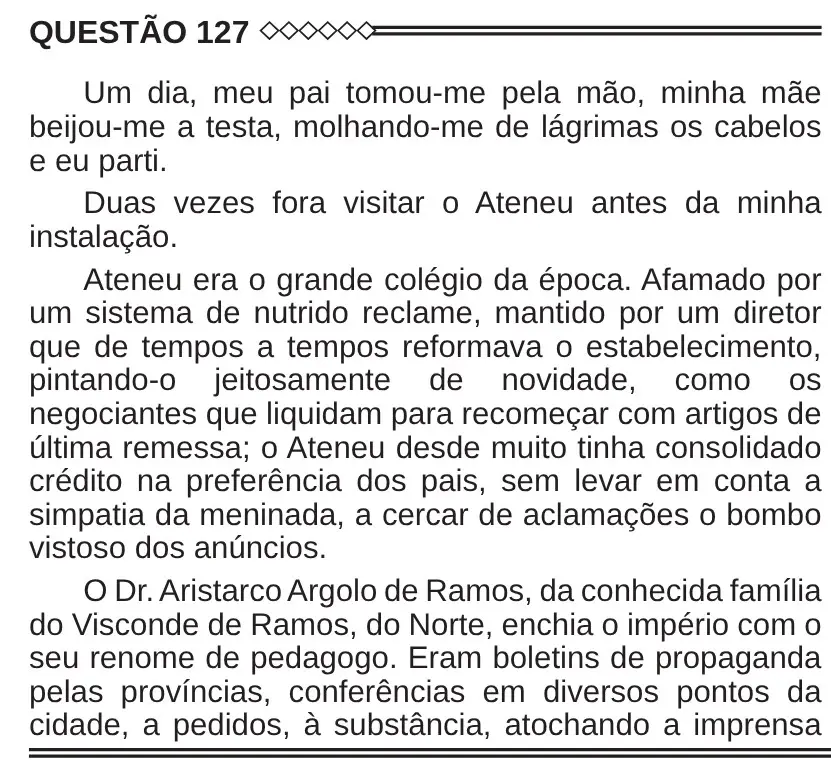 QUESTÃO 127
Um dia, meu pai tomou-me pela mão, minha mãe
beijou-me a testa, molhando-me de lágrimas os cabelos
e eu parti.
Duas vezes fora visitar o Ateneu antes da minha
instalação.
Ateneu era o grande colégio da época. Afamado por
um sistema de nutrido reclame, mantido por um diretor
que de tempos a tempos reformava o estabelecimento,
pintando-o jeitosamente de novidade, como os
negociantes que liquidam para recomeçar com artigos de
última remessa; o Ateneu desde muito tinha consolidado
crédito na preferência dos pais, sem levar em conta a
simpatia da meninada, a cercar de aclamações o bombo
vistoso dos anúncios.
O Dr. Aristarco Argolo de Ramos, da conhecida família
do Visconde de Ramos, do Norte, enchia o império com o
seu renome de pedagogo. Eram boletins de propaganda
pelas províncias, conferências em diversos pontos da
cidade, a pedidos, à substância, atochando a imprensa